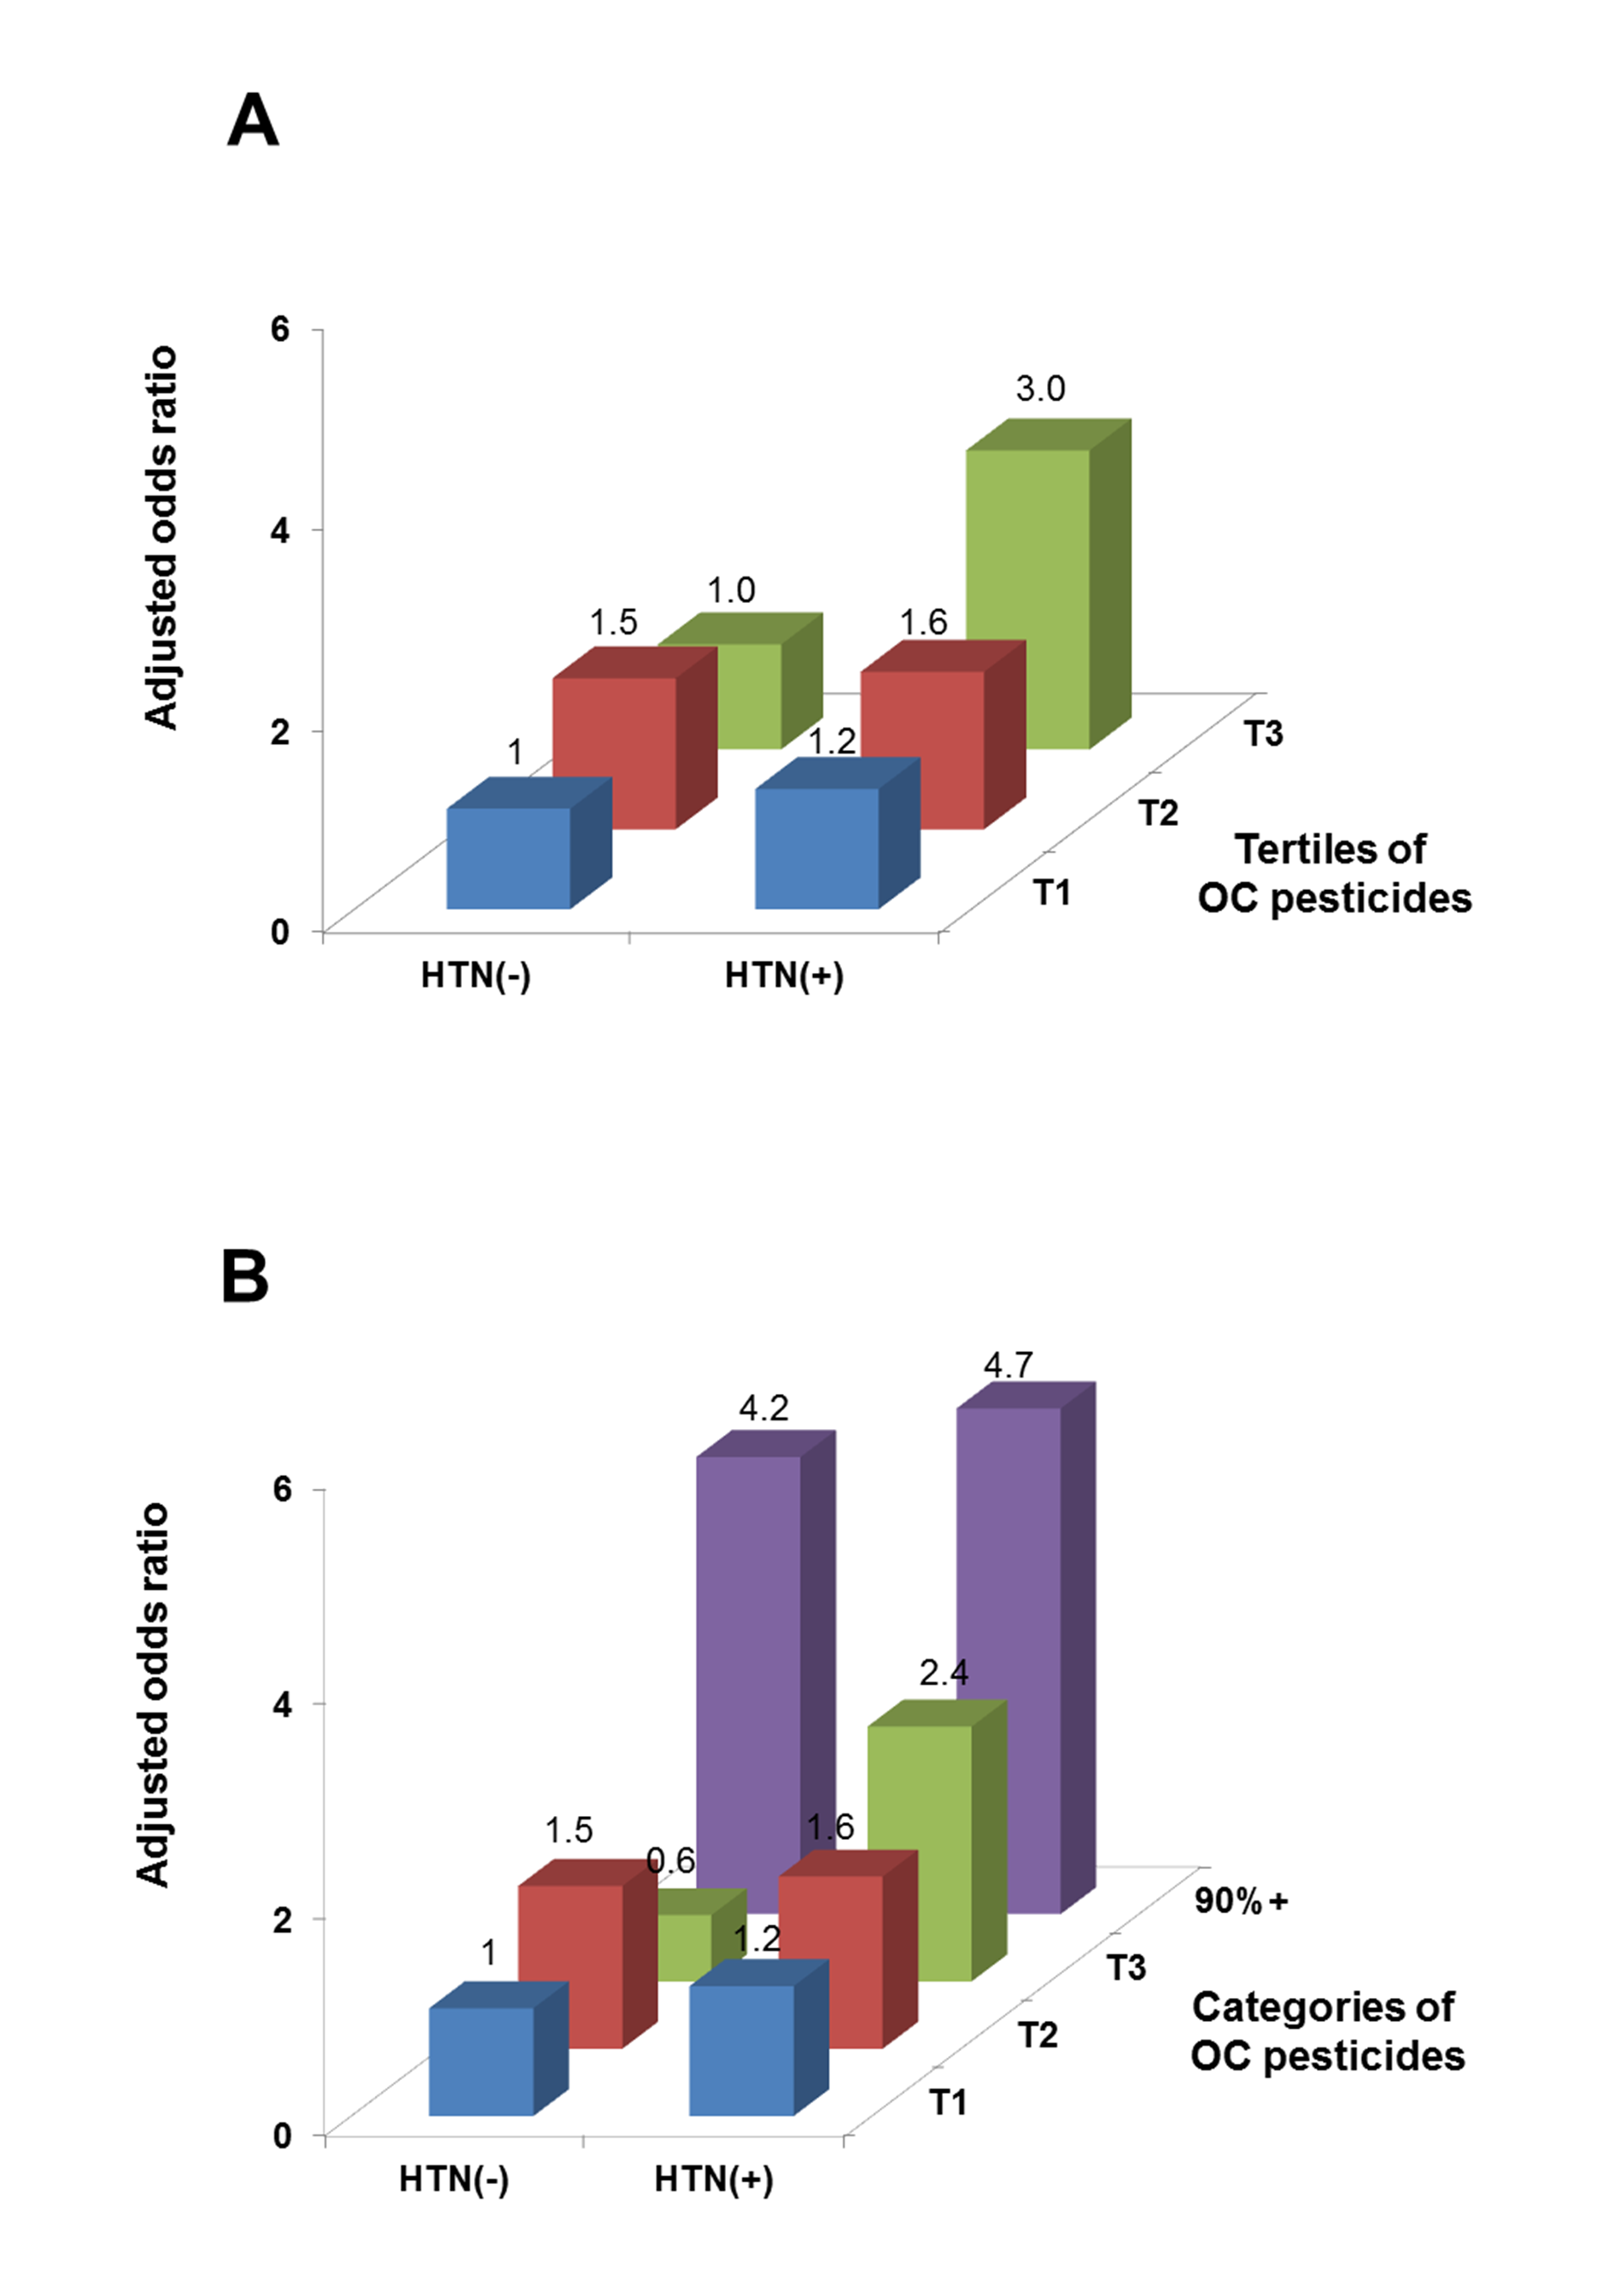 A
Adjusted odds ratio
6
4
2
0
3.0
1.0
1.5
1.6
1
1.2
T3
T2
T1
Tertiles of
OC pesticides
HTN(-)
HTN(+)
B
Adjusted odds ratio
6
4
2
0
4.7
4.2
2.4
1.5
1.6
0.6
1
1.2
90%+
T3
T2
T1
Categories of
OC pesticides
HTN(-)
HTN(+)